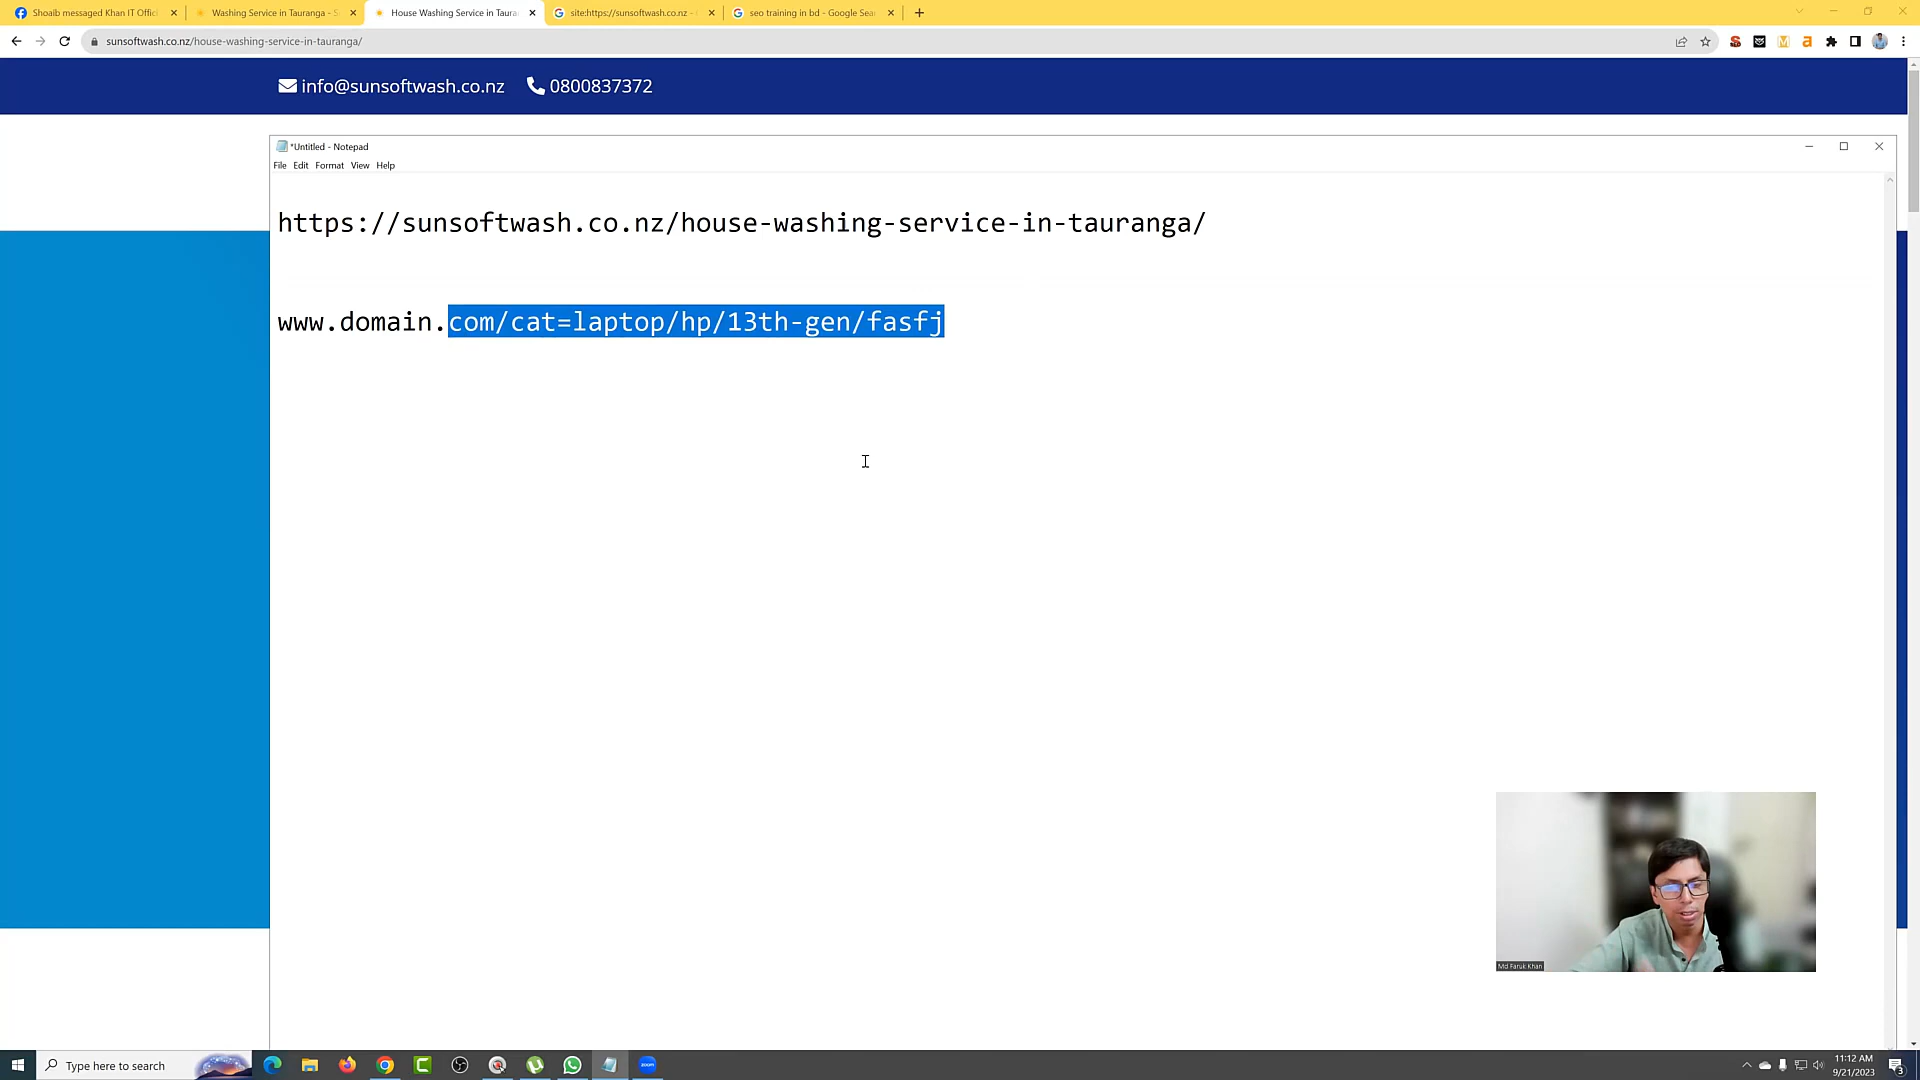 Shoaib messaged Khan IT Offici
Washing Service in Tauranga - S
House Washing Service in Taura
site:https://sunsoftwash.co.nz -
seo training in bd - Google Sea
sunsoftwash.co.nz/house-washing-service-in-tauranga/
info@sunsoftwash.co.nz
0800837372
*Untitled - Notepad
File Edit Format View Help
https://sunsoftwash.co.nz/house-washing-service-in-tauranga/
www.domain.com/cat=laptop/hp/13th-gen/fasfj
Md Faruk Khan
Type here to search
zoom
11:12 AM
9/21/2023
3